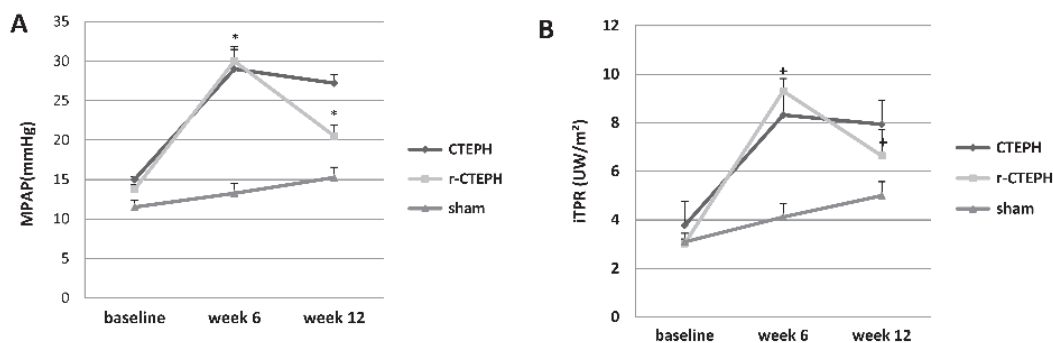 A
MPAP(mmHg)
35
30
25
20
15
10
5
0
*
*
baseline week 6 week 12
CTEPH
r-CTEPH
sham
B
iTPR (UW/m²)
12
10
8
6
4
2
0
+
+
baseline week 6 week 12
CTEPH
r-CTEPH
sham